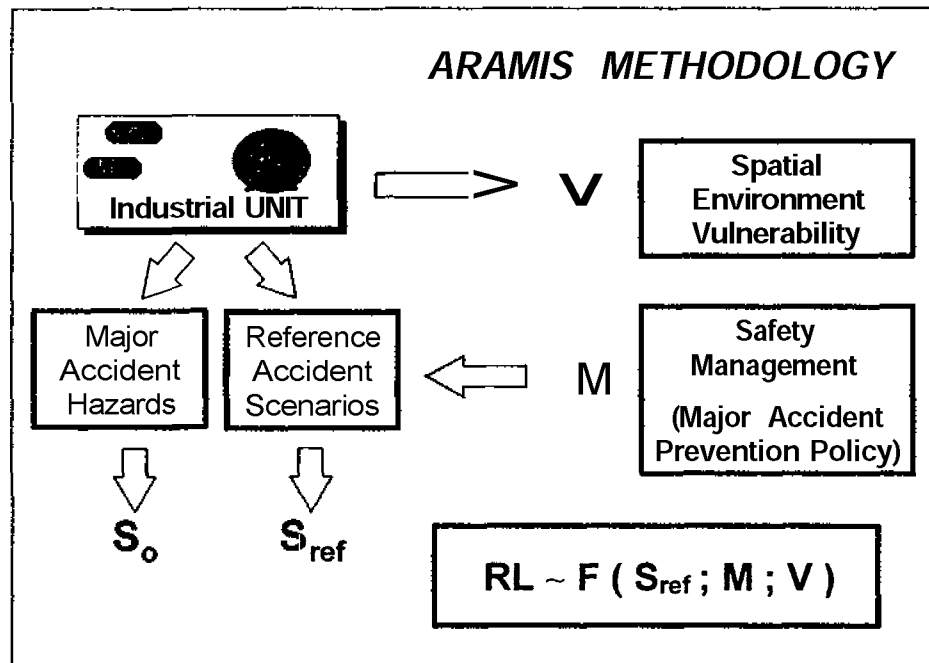 ARAMIS METHODOLOGY
Industrial UNIT
V
Spatial
Environment
Vulnerability
Major
Accident
Hazards
Reference
Accident
Scenarios
M
Safety
Management
(Major Accident
Prevention Policy)
So
Sref
RL ~ F ( Sref ; M ; V )